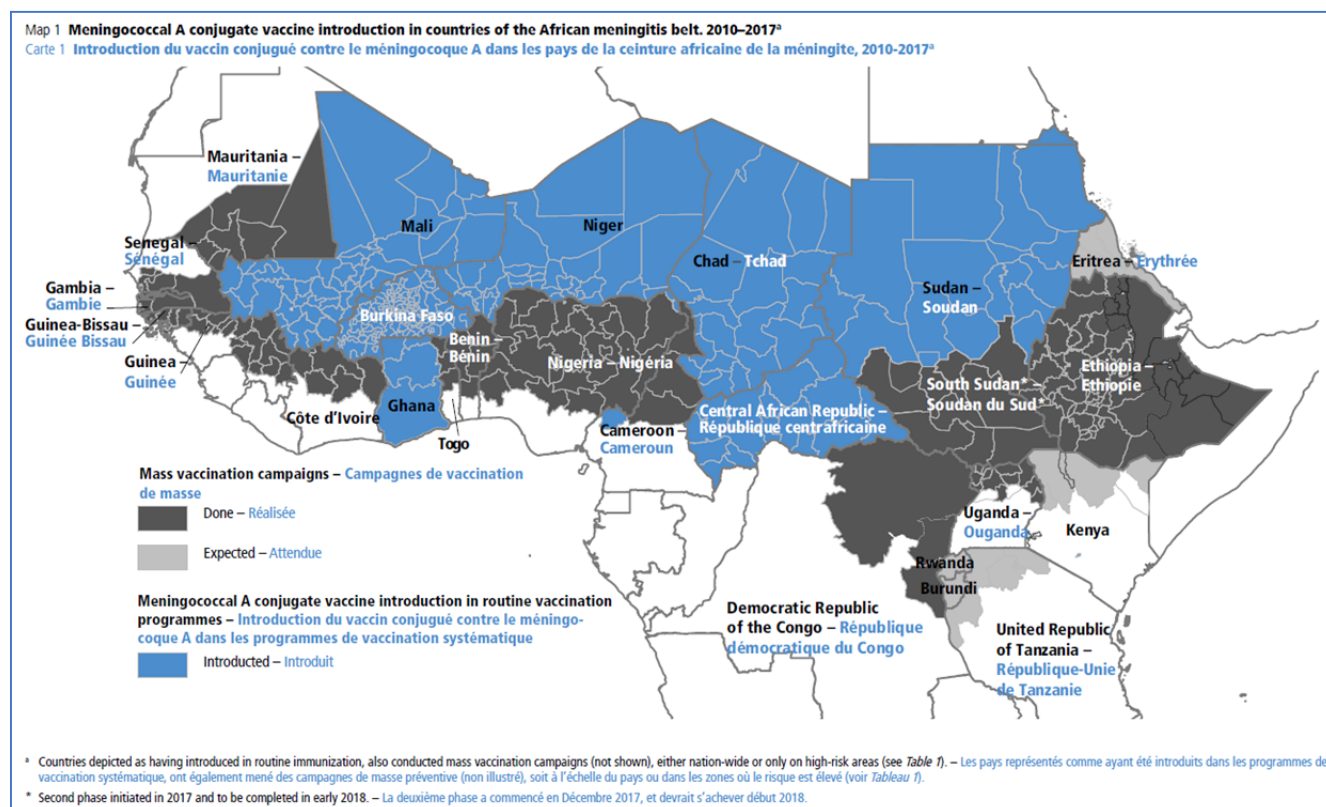 Map 1 Meningococcal A conjugate vaccine introduction in countries of the African meningitis belt. 2010–2017ᵃ
Carte 1 Introduction du vaccin conjugué contre le méningocoque A dans les pays de la ceinture africaine de la méningite, 2010-2017ᵃ
Mauritania –
Mauritanie
Mali
Niger
Senegal –
Sénégal
Chad – Tchad
Eritrea – Erythrée
Gambia –
Gambie
Sudan –
Soudan
Burkina Faso
Guinea-Bissau –
Guinée Bissau
Benin –
Bénin
Nigeria – Nigéria
Ethiopia –
Ethiopie
Guinea –
Guinée
South Sudan* –
Soudan du Sud*
Ghana
Côte d'Ivoire
Central African Republic –
République centrafricaine
Togo
Cameroon –
Cameroun
Mass vaccination campaigns – Campagnes de vaccination
de masse
Done – Réalisée
Expected – Attendue
Uganda –
Ouganda
Kenya
Rwanda
Burundi
Meningococcal A conjugate vaccine introduction in routine vaccination
programmes – Introduction du vaccin conjugué contre le méningo-
coque A dans les programmes de vaccination systématique
Introducted – Introduit
Democratic Republic
of the Congo – République
démocratique du Congo
United Republic
of Tanzania –
République-Unie
de Tanzanie
ᵃ Countries depicted as having introduced in routine immunization, also conducted mass vaccination campaigns (not shown), either nation-wide or only on high-risk areas (see Table 1). – Les pays représentés comme ayant été introduits dans les programmes de
vaccination systématique, ont également mené des campagnes de masse préventive (non illustré), soit à l'échelle du pays ou dans les zones où le risque est élevé (voir Tableau 1).
* Second phase initiated in 2017 and to be completed in early 2018. – La deuxième phase a commencé en Décembre 2017, et devrait s'achever début 2018.